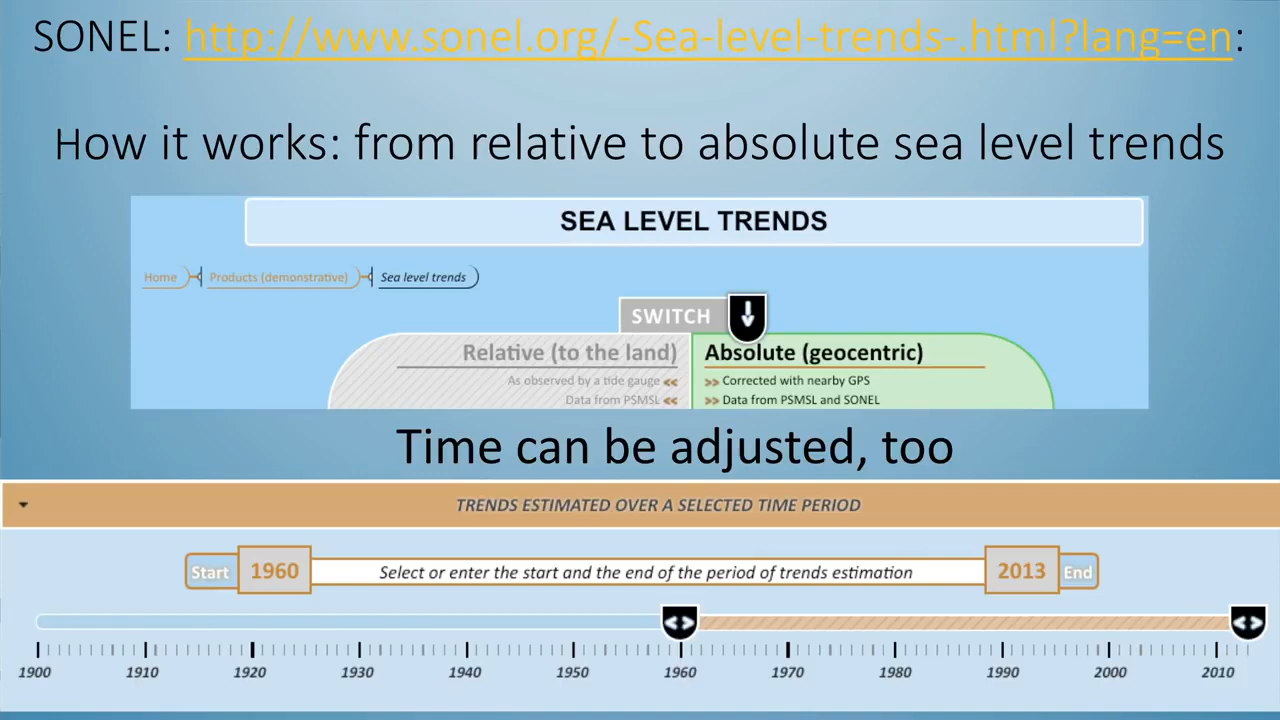 SONEL: http://www.sonel.org/-Sea-level-trends-.html?lang=en:
How it works: from relative to absolute sea level trends
SEA LEVEL TRENDS
Home Products (demonstrative) Sea level trends
SWITCH
Relative (to the land) Absolute (geocentric)
As observed by a tide gauge << >> Corrected with nearby GPS
Data from PSMSL << >> Data from PSMSL and SONEL
Time can be adjusted, too
TRENDS ESTIMATED OVER A SELECTED TIME PERIOD
Start 1960 Select or enter the start and the end of the period of trends estimation 2013 End
1900 1910 1920 1930 1940 1950 1960 1970 1980 1990 2000 2010